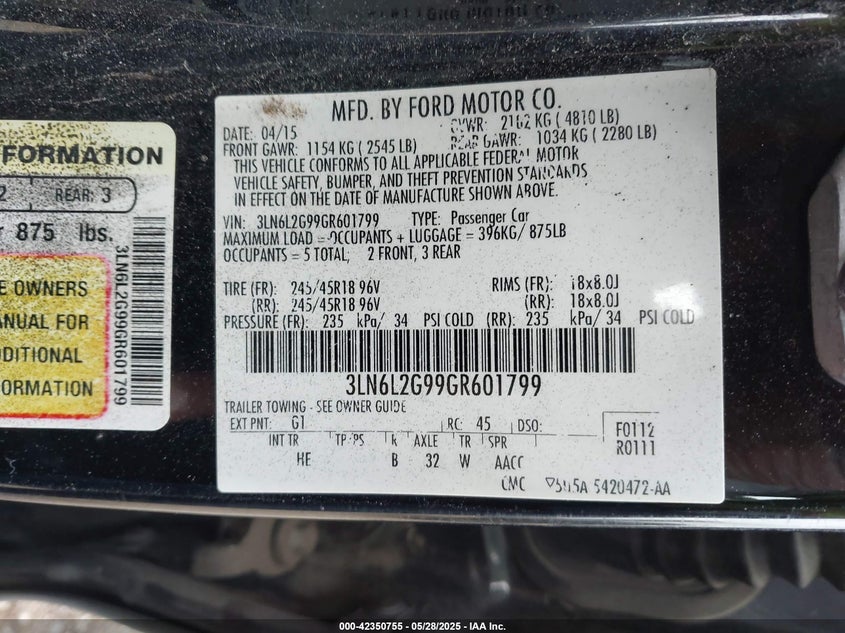 FORMATION
2 REAR: 3
875 lbs.
E OWNERS
ANUAL FOR
DITIONAL
FORMATION
3LN6L2G99GR601799
MFD. BY FORD MOTOR CO.
DATE: 04/15 GVWR: 2182 KG ( 4810 LB)
FRONT GAWR: 1154 KG ( 2545 LB) REAR GAWR: 1034 KG ( 2280 LB)
THIS VEHICLE CONFORMS TO ALL APPLICABLE FEDERAL MOTOR
VEHICLE SAFETY, BUMPER, AND THEFT PREVENTION STANDARDS
IN EFFECT ON THE DATE OF MANUFACTURE SHOWN ABOVE.
VIN: 3LN6L2G99GR601799 TYPE: Passenger Car
MAXIMUM LOAD = OCCUPANTS + LUGGAGE = 396KG/ 875LB
OCCUPANTS = 5 TOTAL, 2 FRONT, 3 REAR
TIRE (FR): 245/45R18 96V RIMS (FR): 18x8.0J
(RR): 245/45R18 96V (RR): 18x8.0J
PRESSURE (FR): 235 kPa/ 34 PSI COLD (RR): 235 kPa/ 34 PSI COLD
3LN6L2G99GR601799
TRAILER TOWING - SEE OWNER GUIDE
EXT PNT: G1 RC: 45 DSO: F0112
R0111
INT TR TP/PS R AXLE TR SPR
HE B 32 W AACC
5420472-AA
000-42350755 - 05/28/2025 - IAA Inc.